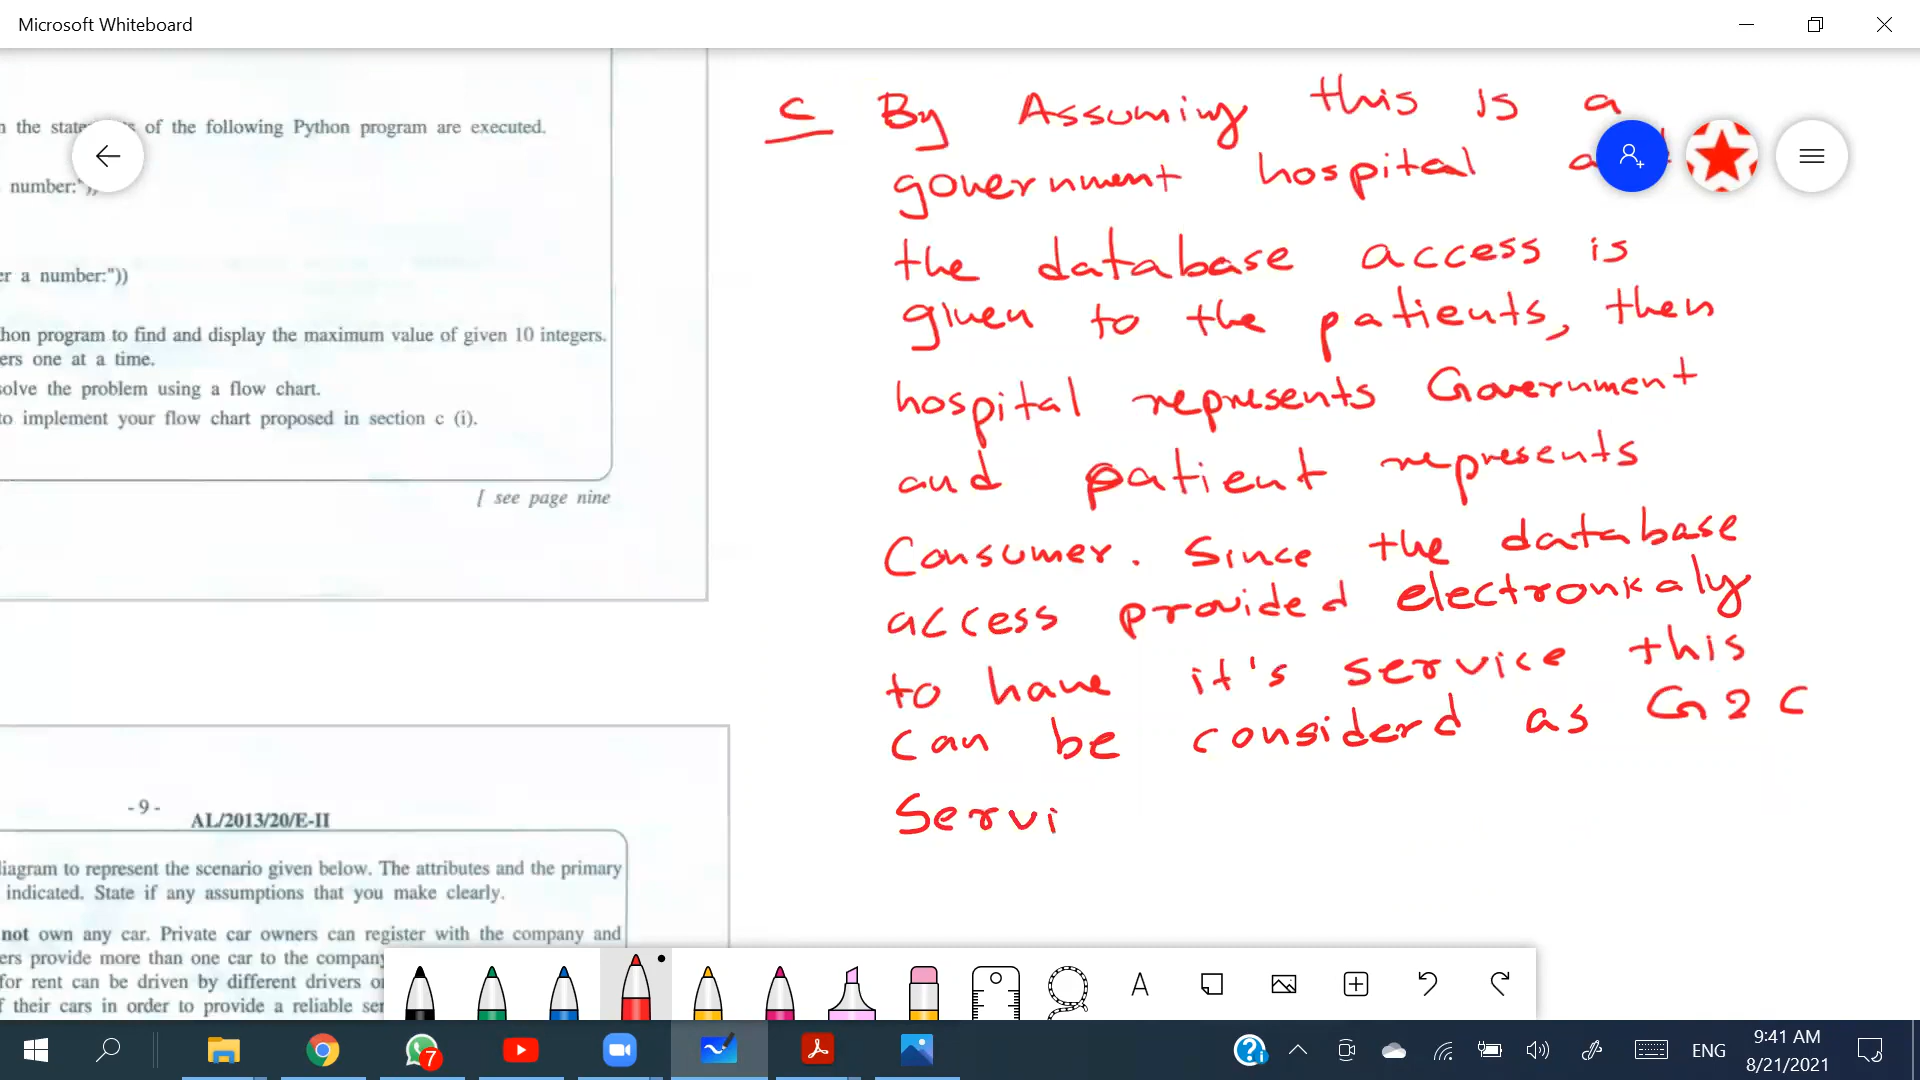 Microsoft Whiteboard
n the state of the following Python program are executed.
number:"))
er a number:"))
thon program to find and display the maximum value of given 10 integers.
ers one at a time.
solve the problem using a flow chart.
to implement your flow chart proposed in section c (i).
[ see page nine
- 9 -
AL/2013/20/E-II
diagram to represent the scenario given below. The attributes and the primary
indicated. State if any assumptions that you make clearly.
not own any car. Private car owners can register with the company and
ers provide more than one car to the company
for rent can be driven by different drivers
f their cars in order to provide a reliable ser
c By Assuming this is a
government hospital
the database access is
given to the patients, then
hospital represents Government
and patient represents
Consumer. Since the database
access provided electronically
to have it's service this
can be considerd as G2C
Servi
A
7
ENG
9:41 AM
8/21/2021